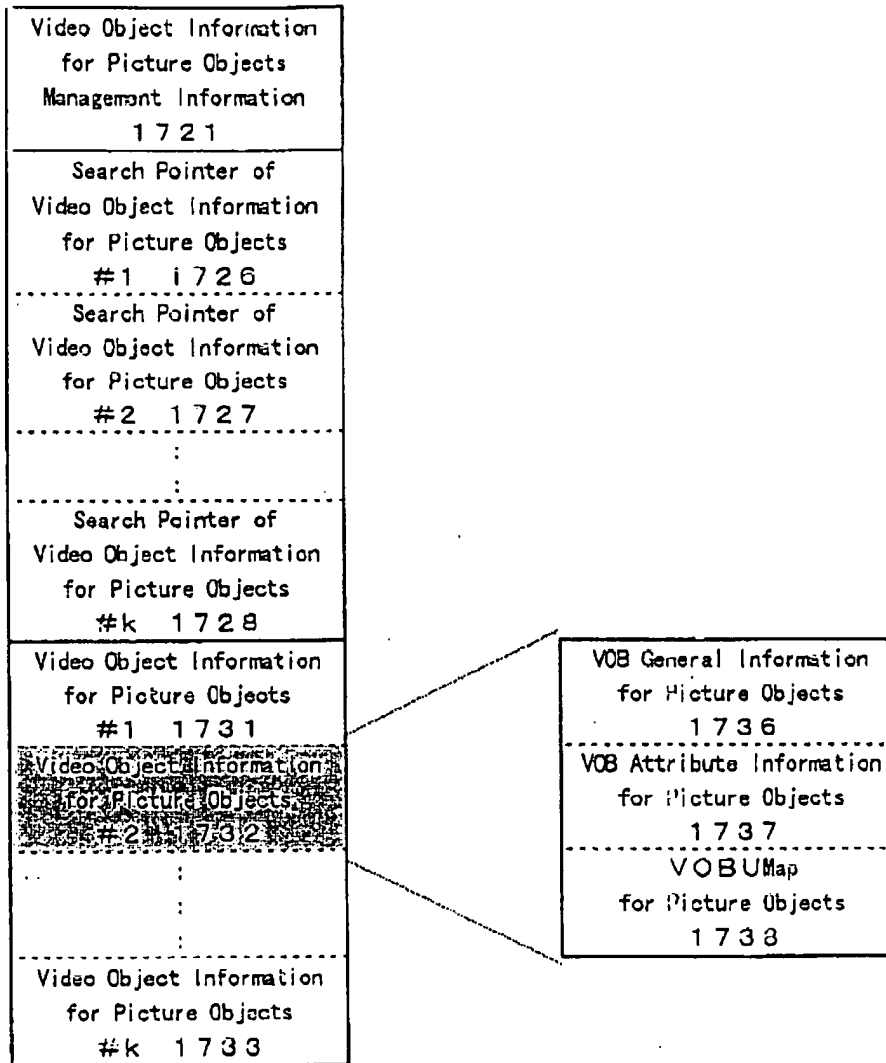 Video Object Information
for Picture Objects
Management Information
1721
Search Pointer of
Video Object Information
for Picture Objects
#1 1726
Search Pointer of
Video Object Information
for Picture Objects
#2 1727
:
:
Search Pointer of
Video Object Information
for Picture Objects
#k 1728
Video Object Information
for Picture Objects
#1 1731
Video Object Information
for Picture Objects
#2 1732
:
:
:
Video Object Information
for Picture Objects
#k 1733
VOB General Information
for Picture Objects
1736
VOB Attribute Information
for Picture Objects
1737
VOBUMap
for Picture Objects
1738